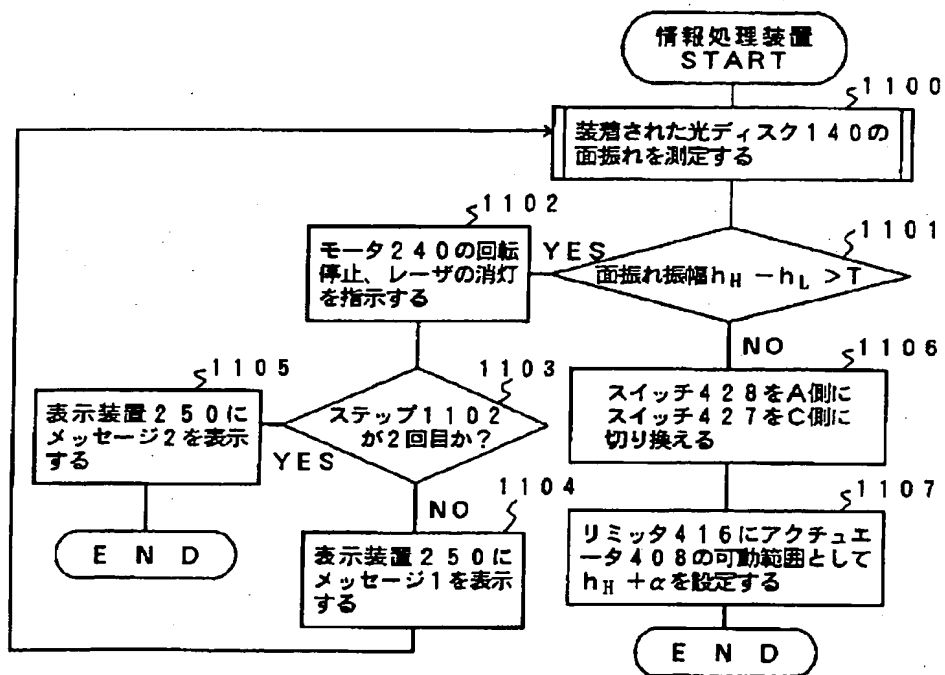 情報処理装置
START
1100
装着された光ディスク140の
面振れを測定する
1101
面振れ振幅hH－hL＞T
YES
1102
モータ240の回転
停止、レーザの消灯
を指示する
1103
ステップ1102
が2回目か?
YES
1105
表示装置250に
メッセージ2を表示
する
END
NO
1104
表示装置250に
メッセージ1を表示
する
NO
1106
スイッチ428をA側に
スイッチ427をC側に
切り換える
1107
リミッタ416にアクチュエ
ータ408の可動範囲として
hH＋αを設定する
END